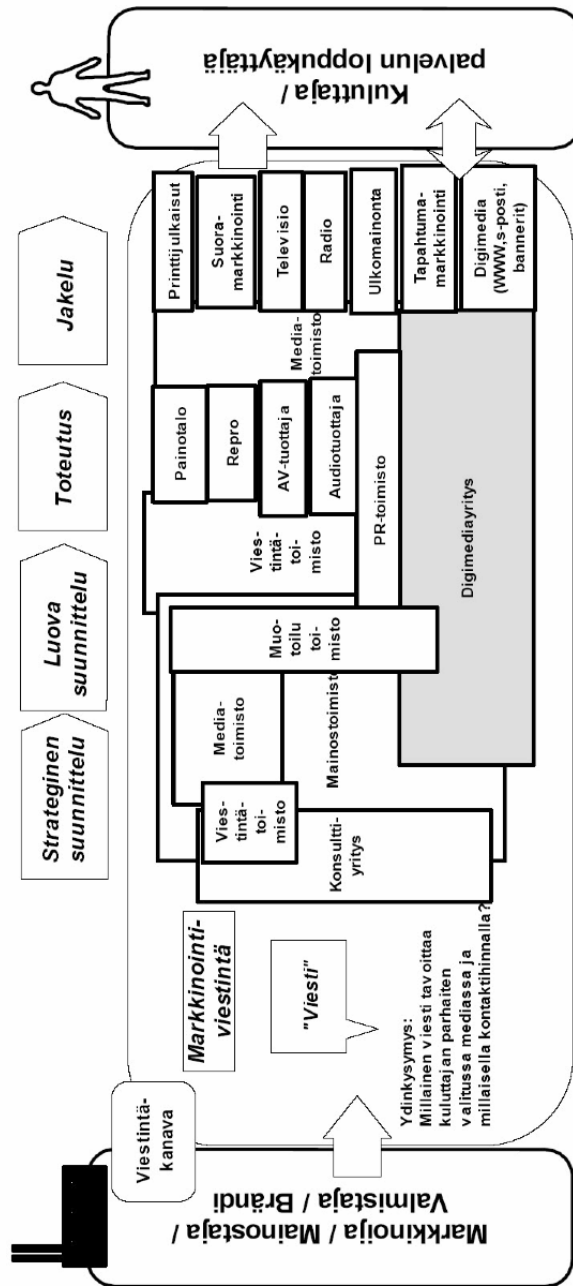 Strateginen
suunnittelu
Luova
suunnittelu
Toteutus
Jakelu
Viestintä-
kanava
Markkinoija / Mainostaja /
Valmistaja / Brändi
Markkinointi-
viestintä
"Viesti"
Ydinkysymys:
Millainen viesti tavoittaa
kuluttajan parhaiten
valitussa mediassa ja
millaisella kontaktihinnalla?
Konsultti-
yritys
Vies-
tintä-
toi-
misto
Media-
toimisto
Mainostoimisto
Muo-
toilu
toi-
misto
Vies-
tintä-
toi-
misto
Painotalo
Repro
AV-tuottaja
Audiotuottaja
PR-toimisto
Media-
toimisto
Digimediayritys
Printtijulkaisut
Suora-
markkinointi
Televisio
Radio
Ulkomainonta
Tapahtuma-
markkinointi
Digimedia
(WWW,s-posti,
bannerit)
Kuluttaja /
palvelun loppukäyttäjä